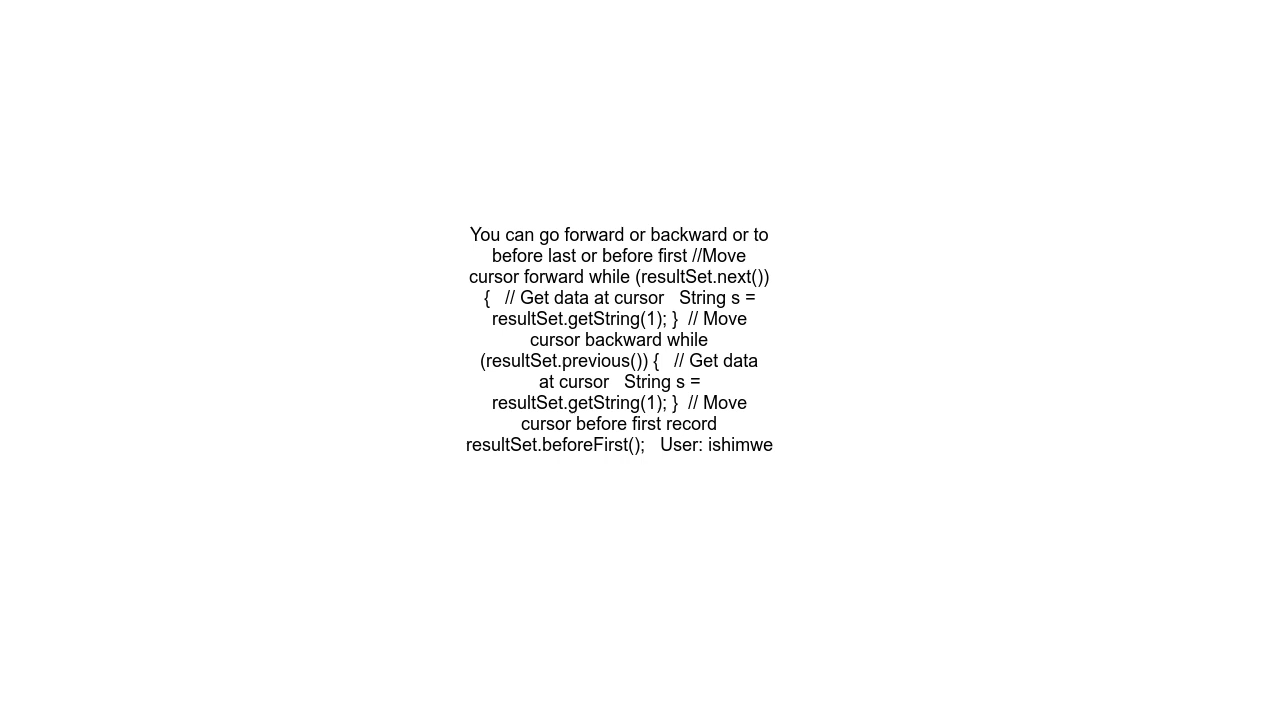 You can go forward or backward or to
before last or before first //Move
cursor forward while (resultSet.next())
{   // Get data at cursor   String s =
resultSet.getString(1); }  // Move
cursor backward while
(resultSet.previous()) {   // Get data
at cursor   String s =
resultSet.getString(1); }  // Move
cursor before first record
resultSet.beforeFirst();   User: ishimwe